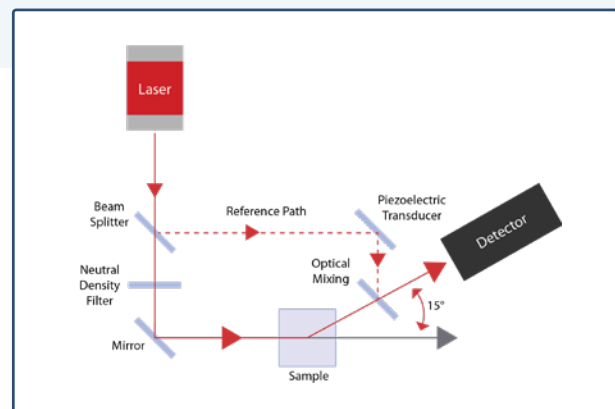 Laser
Beam
Splitter
Reference Path
Piezoelectric
Transducer
Detector
Neutral
Density
Filter
Optical
Mixing
15°
Mirror
Sample